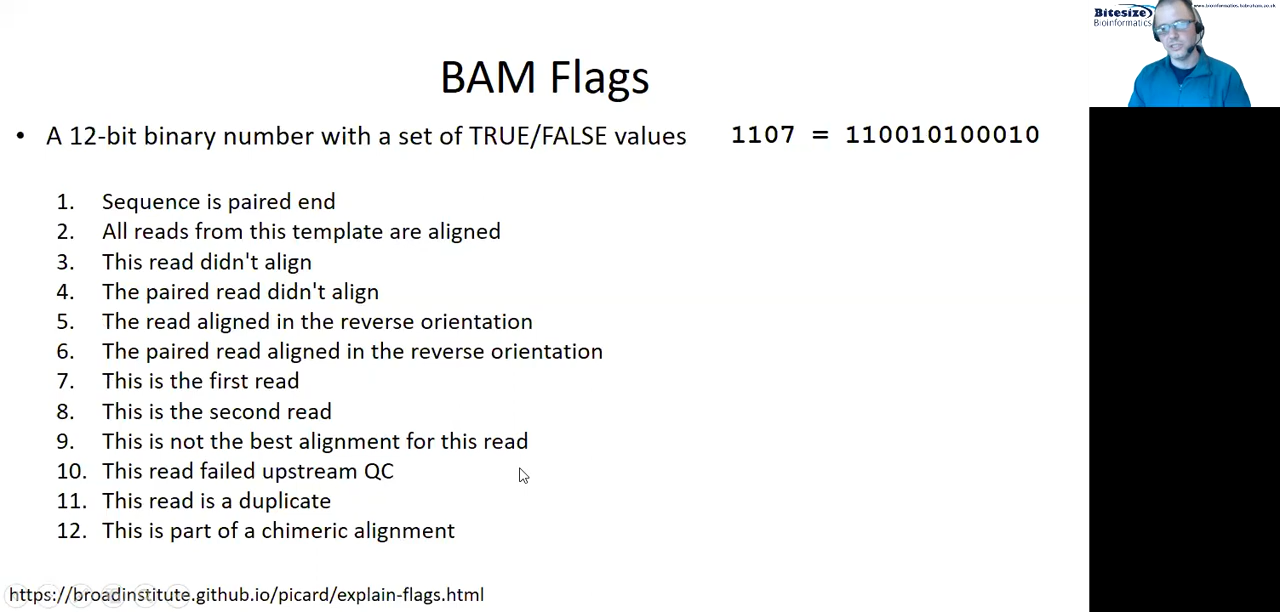 Bitesize
Bioinformatics
www.bioinformatics.babraham.ac.uk
BAM Flags
• A 12-bit binary number with a set of TRUE/FALSE values 1107 = 110010100010
1. Sequence is paired end
2. All reads from this template are aligned
3. This read didn't align
4. The paired read didn't align
5. The read aligned in the reverse orientation
6. The paired read aligned in the reverse orientation
7. This is the first read
8. This is the second read
9. This is not the best alignment for this read
10. This read failed upstream QC
11. This read is a duplicate
12. This is part of a chimeric alignment
https://broadinstitute.github.io/picard/explain-flags.html